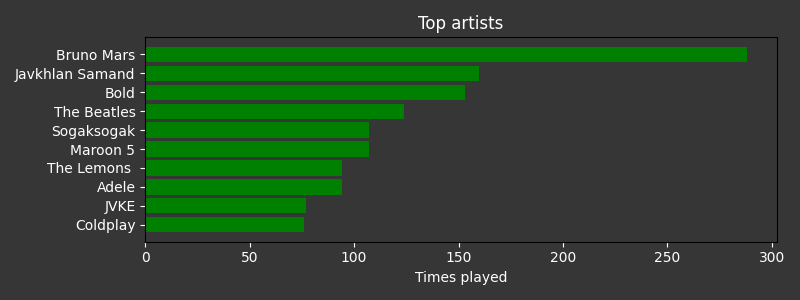 Top artists
Bruno Mars
Javkhlan Samand
Bold
The Beatles
Sogaksogak
Maroon 5
The Lemons
Adele
JVKE
Coldplay
0 50 100 150 200 250 300
Times played